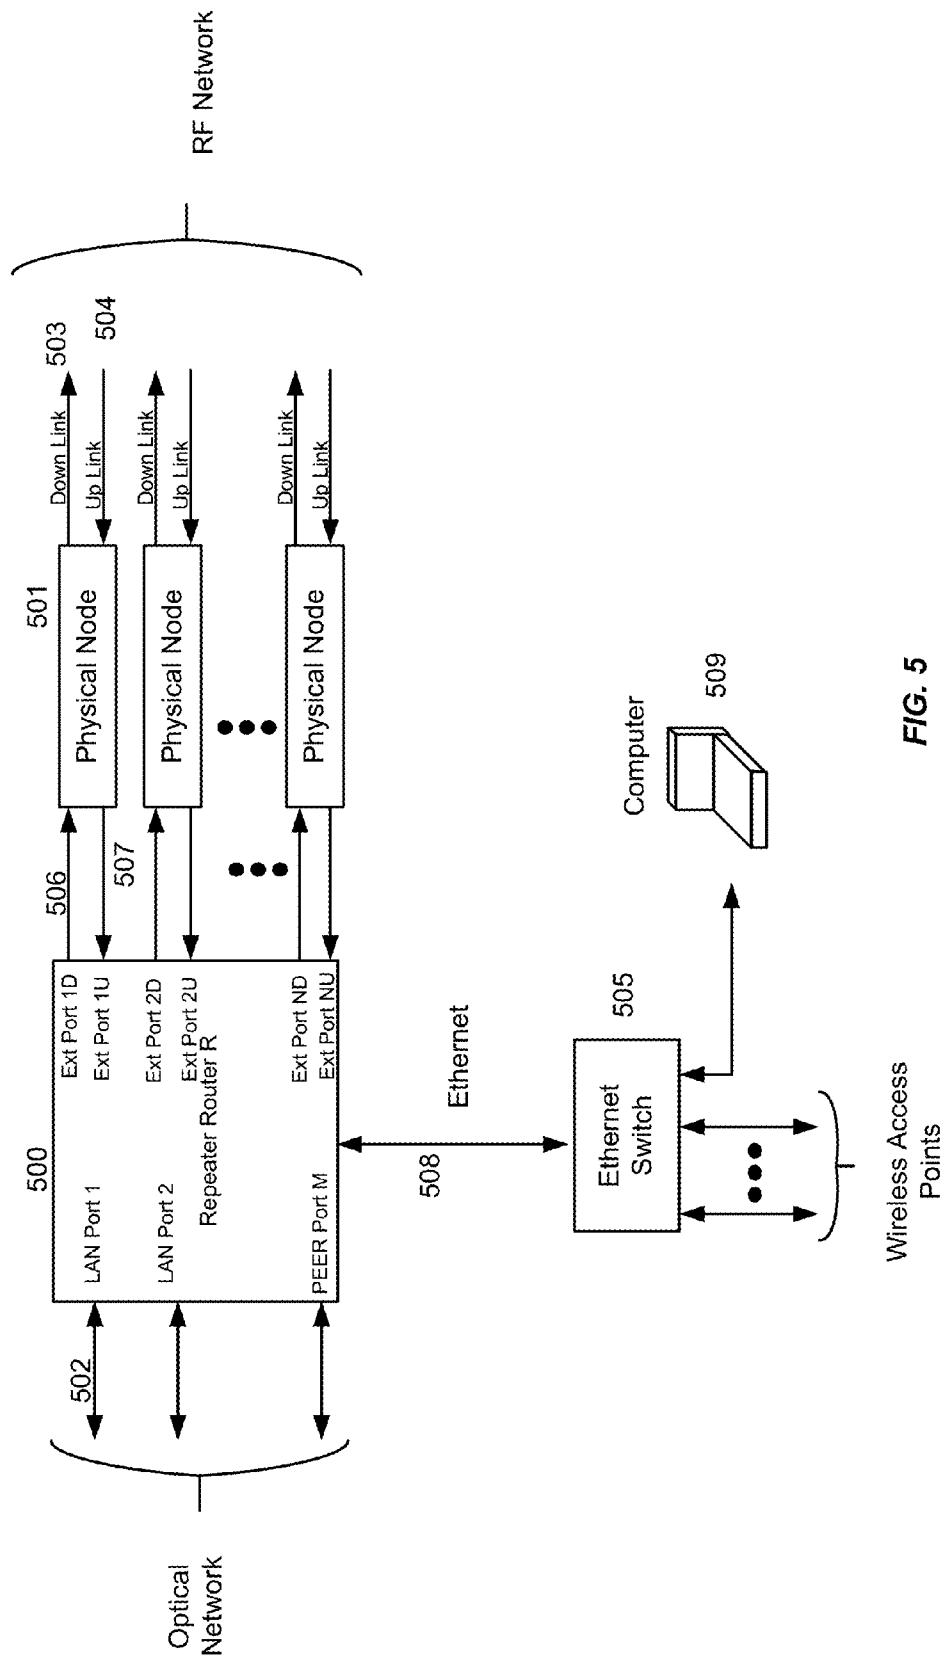 500
501
503
504
502
506
507
LAN Port 1
LAN Port 2
PEER Port M
Repeater Router R
Ext Port 1D
Ext Port 1U
Ext Port 2D
Ext Port 2U
Ext Port ND
Ext Port NU
Physical Node
Physical Node
Physical Node
Down Link
Up Link
Down Link
Up Link
Down Link
Up Link
Optical
Network
RF Network
508
Ethernet
Ethernet
Switch
505
Computer
509
Wireless Access
Points
FIG. 5